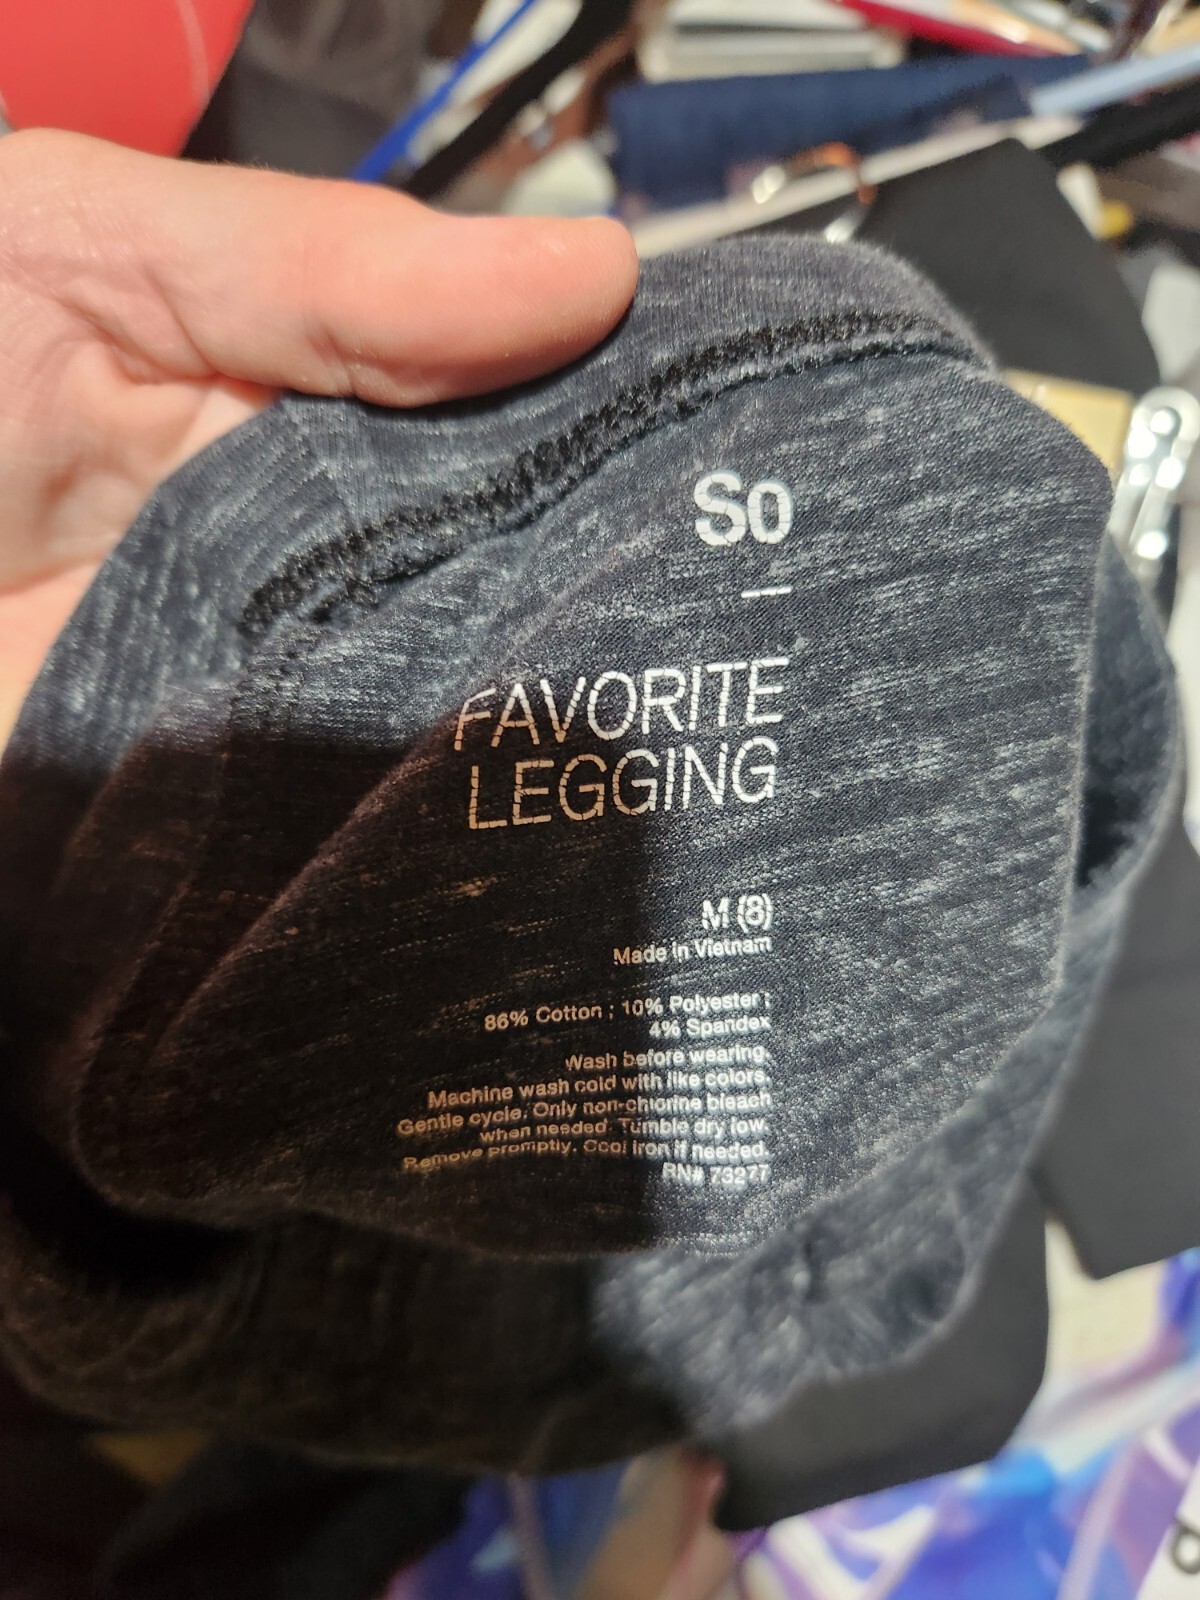 So
—
FAVORITE
LEGGING
M (8)
Made in Vietnam
86% Cotton ; 10% Polyester ;
4% Spandex
Wash before wearing.
Machine wash cold with like colors.
Gentle cycle. Only non-chlorine bleach
when needed. Tumble dry low.
Remove promptly. Cool iron if needed.
RN# 73277